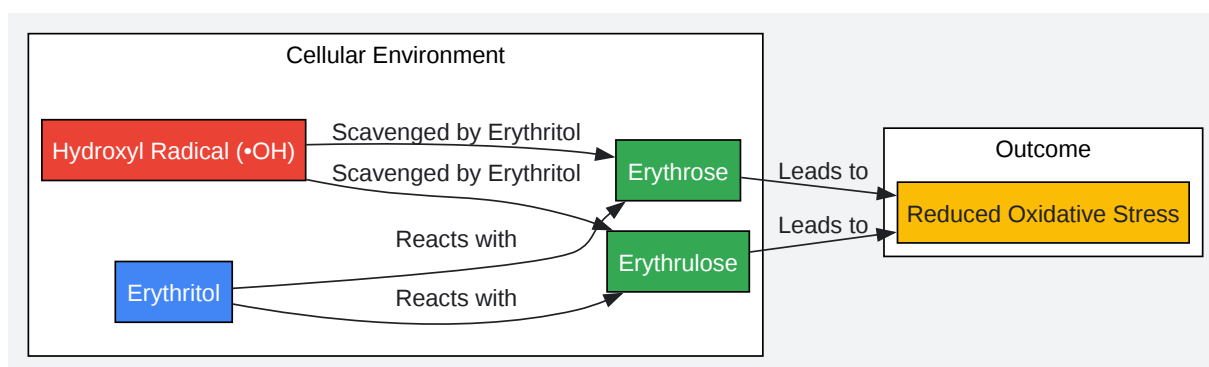 Cellular Environment
Hydroxyl Radical (•OH)
Scavenged by Erythritol
Scavenged by Erythritol
Erythrose
Reacts with
Erythrulose
Erythritol
Reacts with
Leads to
Leads to
Outcome
Reduced Oxidative Stress